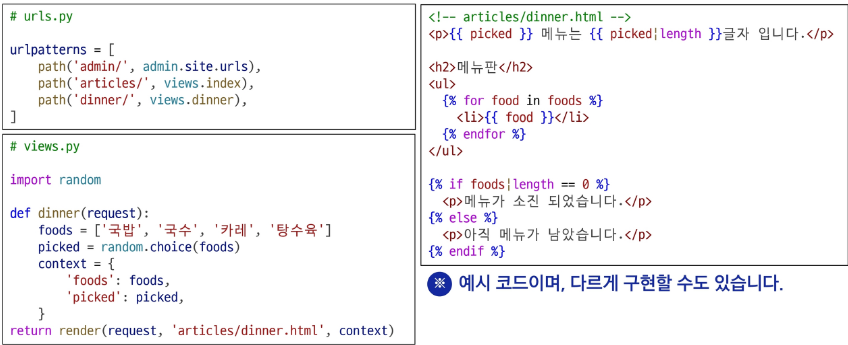 # urls.py
urlpatterns = [
    path('admin/', admin.site.urls),
    path('articles/', views.index),
    path('dinner/', views.dinner),
]
# views.py
import random
def dinner(request):
    foods = ['국밥', '국수', '카레', '탕수육']
    picked = random.choice(foods)
    context = {
        'foods': foods,
        'picked': picked,
    }
return render(request, 'articles/dinner.html', context)
<!-- articles/dinner.html -->
<p>{{ picked }} 메뉴는 {{ picked|length }}글자 입니다.</p>
<h2>메뉴판</h2>
<ul>
  {% for food in foods %}
    <li>{{ food }}</li>
  {% endfor %}
</ul>
{% if foods|length == 0 %}
  <p>메뉴가 소진 되었습니다.</p>
{% else %}
  <p>아직 메뉴가 남았습니다.</p>
{% endif %}
※ 예시 코드이며, 다르게 구현할 수도 있습니다.